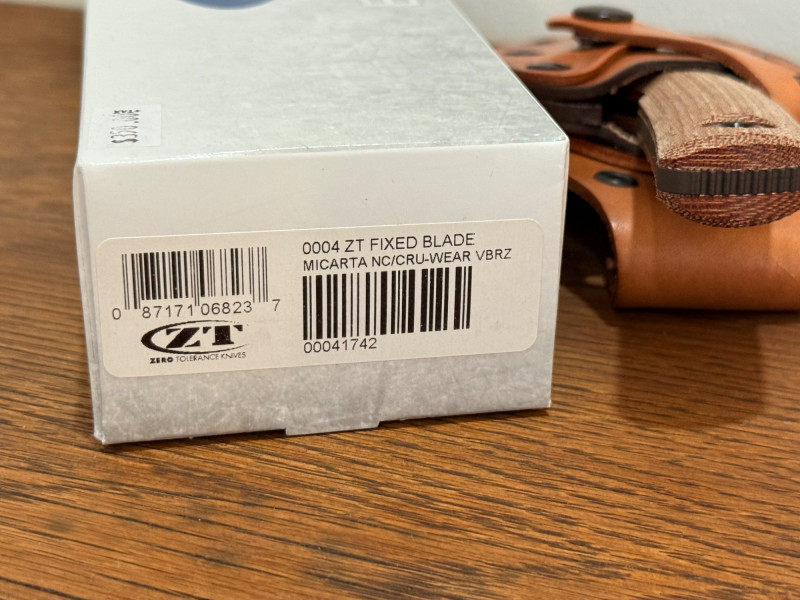 0004 ZT FIXED BLADE
MICARTA NC/CRU-WEAR VBRZ
0 87171 06823 7
ZT
ZERO TOLERANCE KNIVES
00041742